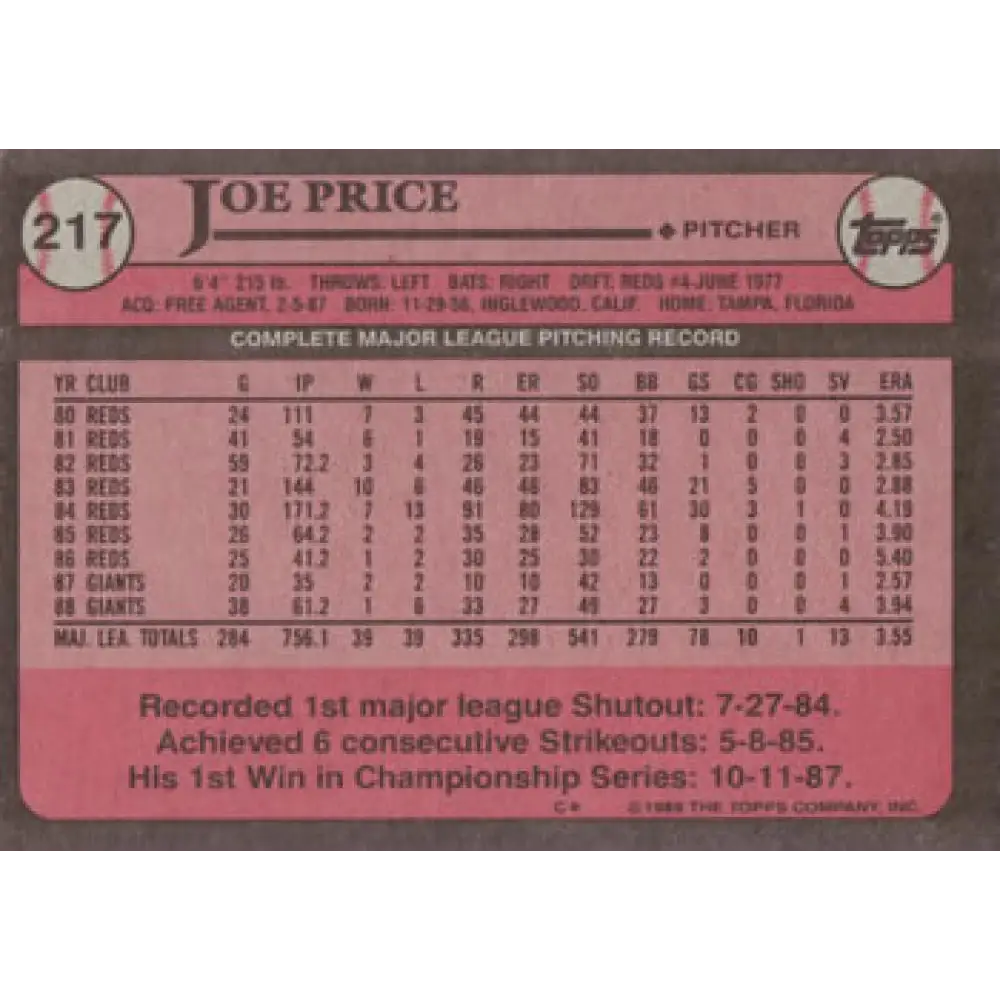 217
JOE PRICE
PITCHER
TOPPS®
6'4" 215 lb. THROWS: LEFT BATS: RIGHT DRFT: REDS #4-JUNE 1977
ACQ: FREE AGENT, 2-5-87 BORN: 11-29-56, INGLEWOOD, CALIF. HOME: TAMPA, FLORIDA
COMPLETE MAJOR LEAGUE PITCHING RECORD
YR CLUB G IP W L R ER SO BB GS CG SHO SV ERA
80 REDS 24 111 7 3 45 44 44 37 13 2 0 0 3.57
81 REDS 41 54 6 1 19 15 41 18 0 0 0 4 2.50
82 REDS 59 72.2 3 4 26 23 71 32 1 0 0 3 2.85
83 REDS 21 144 10 6 46 46 83 46 21 5 0 0 2.88
84 REDS 30 171.2 7 13 91 80 129 61 30 3 1 0 4.19
85 REDS 26 64.2 2 2 35 28 52 23 8 0 0 1 3.90
86 REDS 25 41.2 1 2 30 25 30 22 2 0 0 0 5.40
87 GIANTS 20 35 2 2 10 10 42 13 0 0 0 1 2.57
88 GIANTS 38 61.2 1 6 33 27 49 27 3 0 0 4 3.94
MAJ. LEA. TOTALS 284 756.1 39 39 335 298 541 279 78 10 1 13 3.55
Recorded 1st major league Shutout: 7-27-84.
Achieved 6 consecutive Strikeouts: 5-8-85.
His 1st Win in Championship Series: 10-11-87.
C* © 1989 THE TOPPS COMPANY, INC.